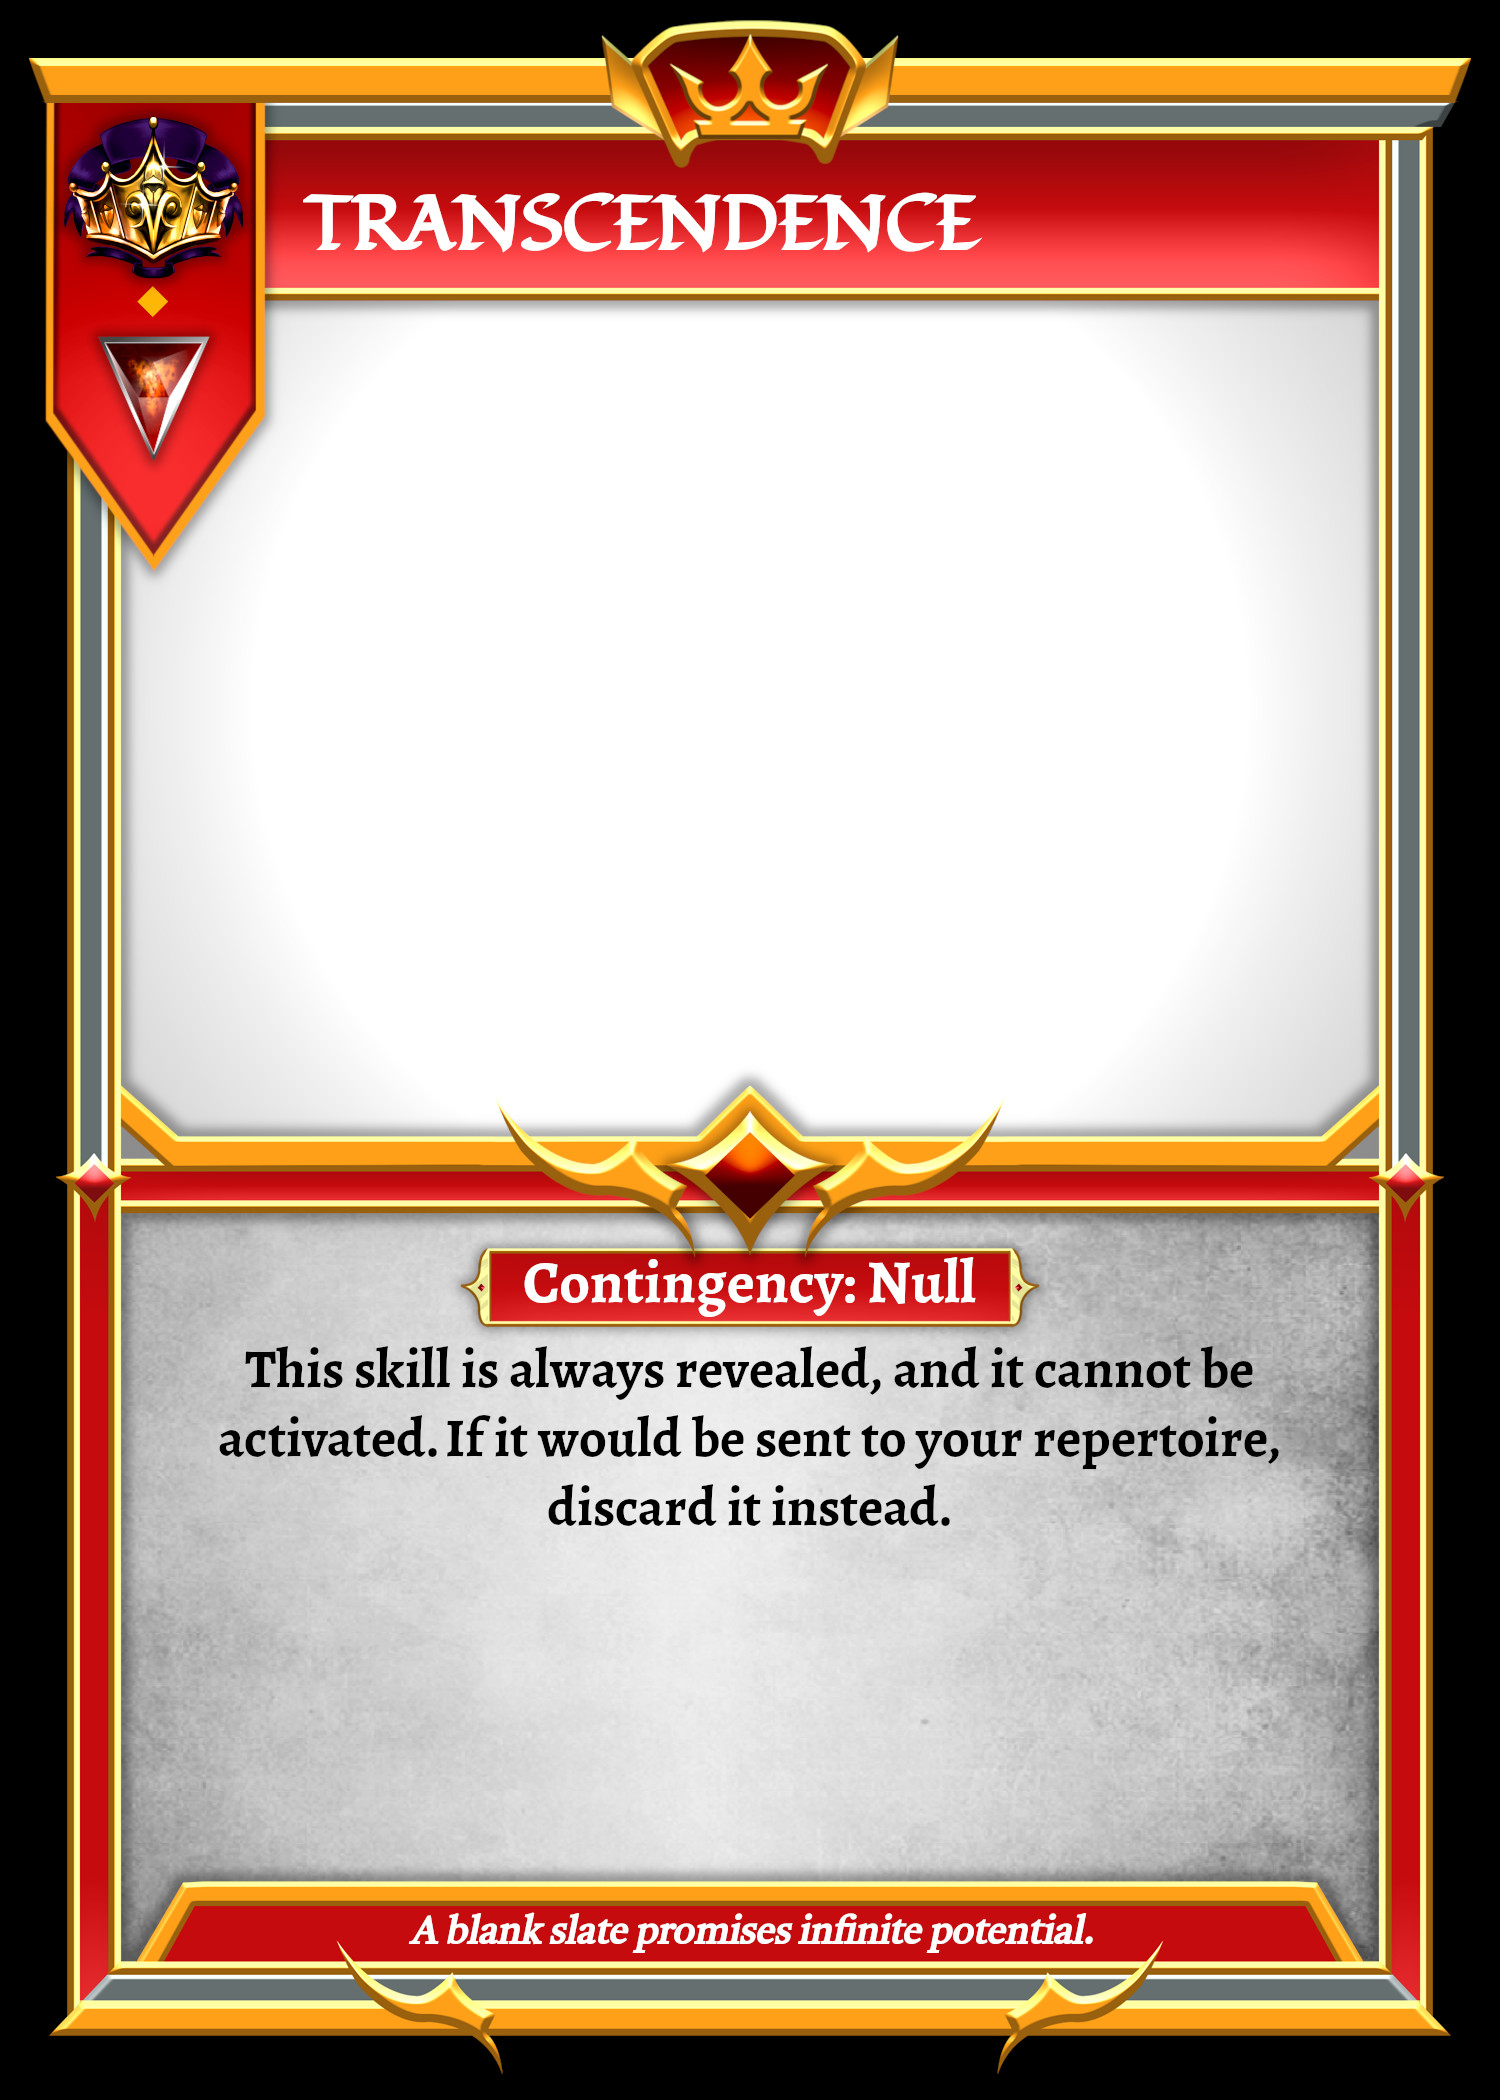 TRANSCENDENCE
Contingency: Null
This skill is always revealed, and it cannot be
activated. If it would be sent to your repertoire,
discard it instead.
A blank slate promises infinite potential.